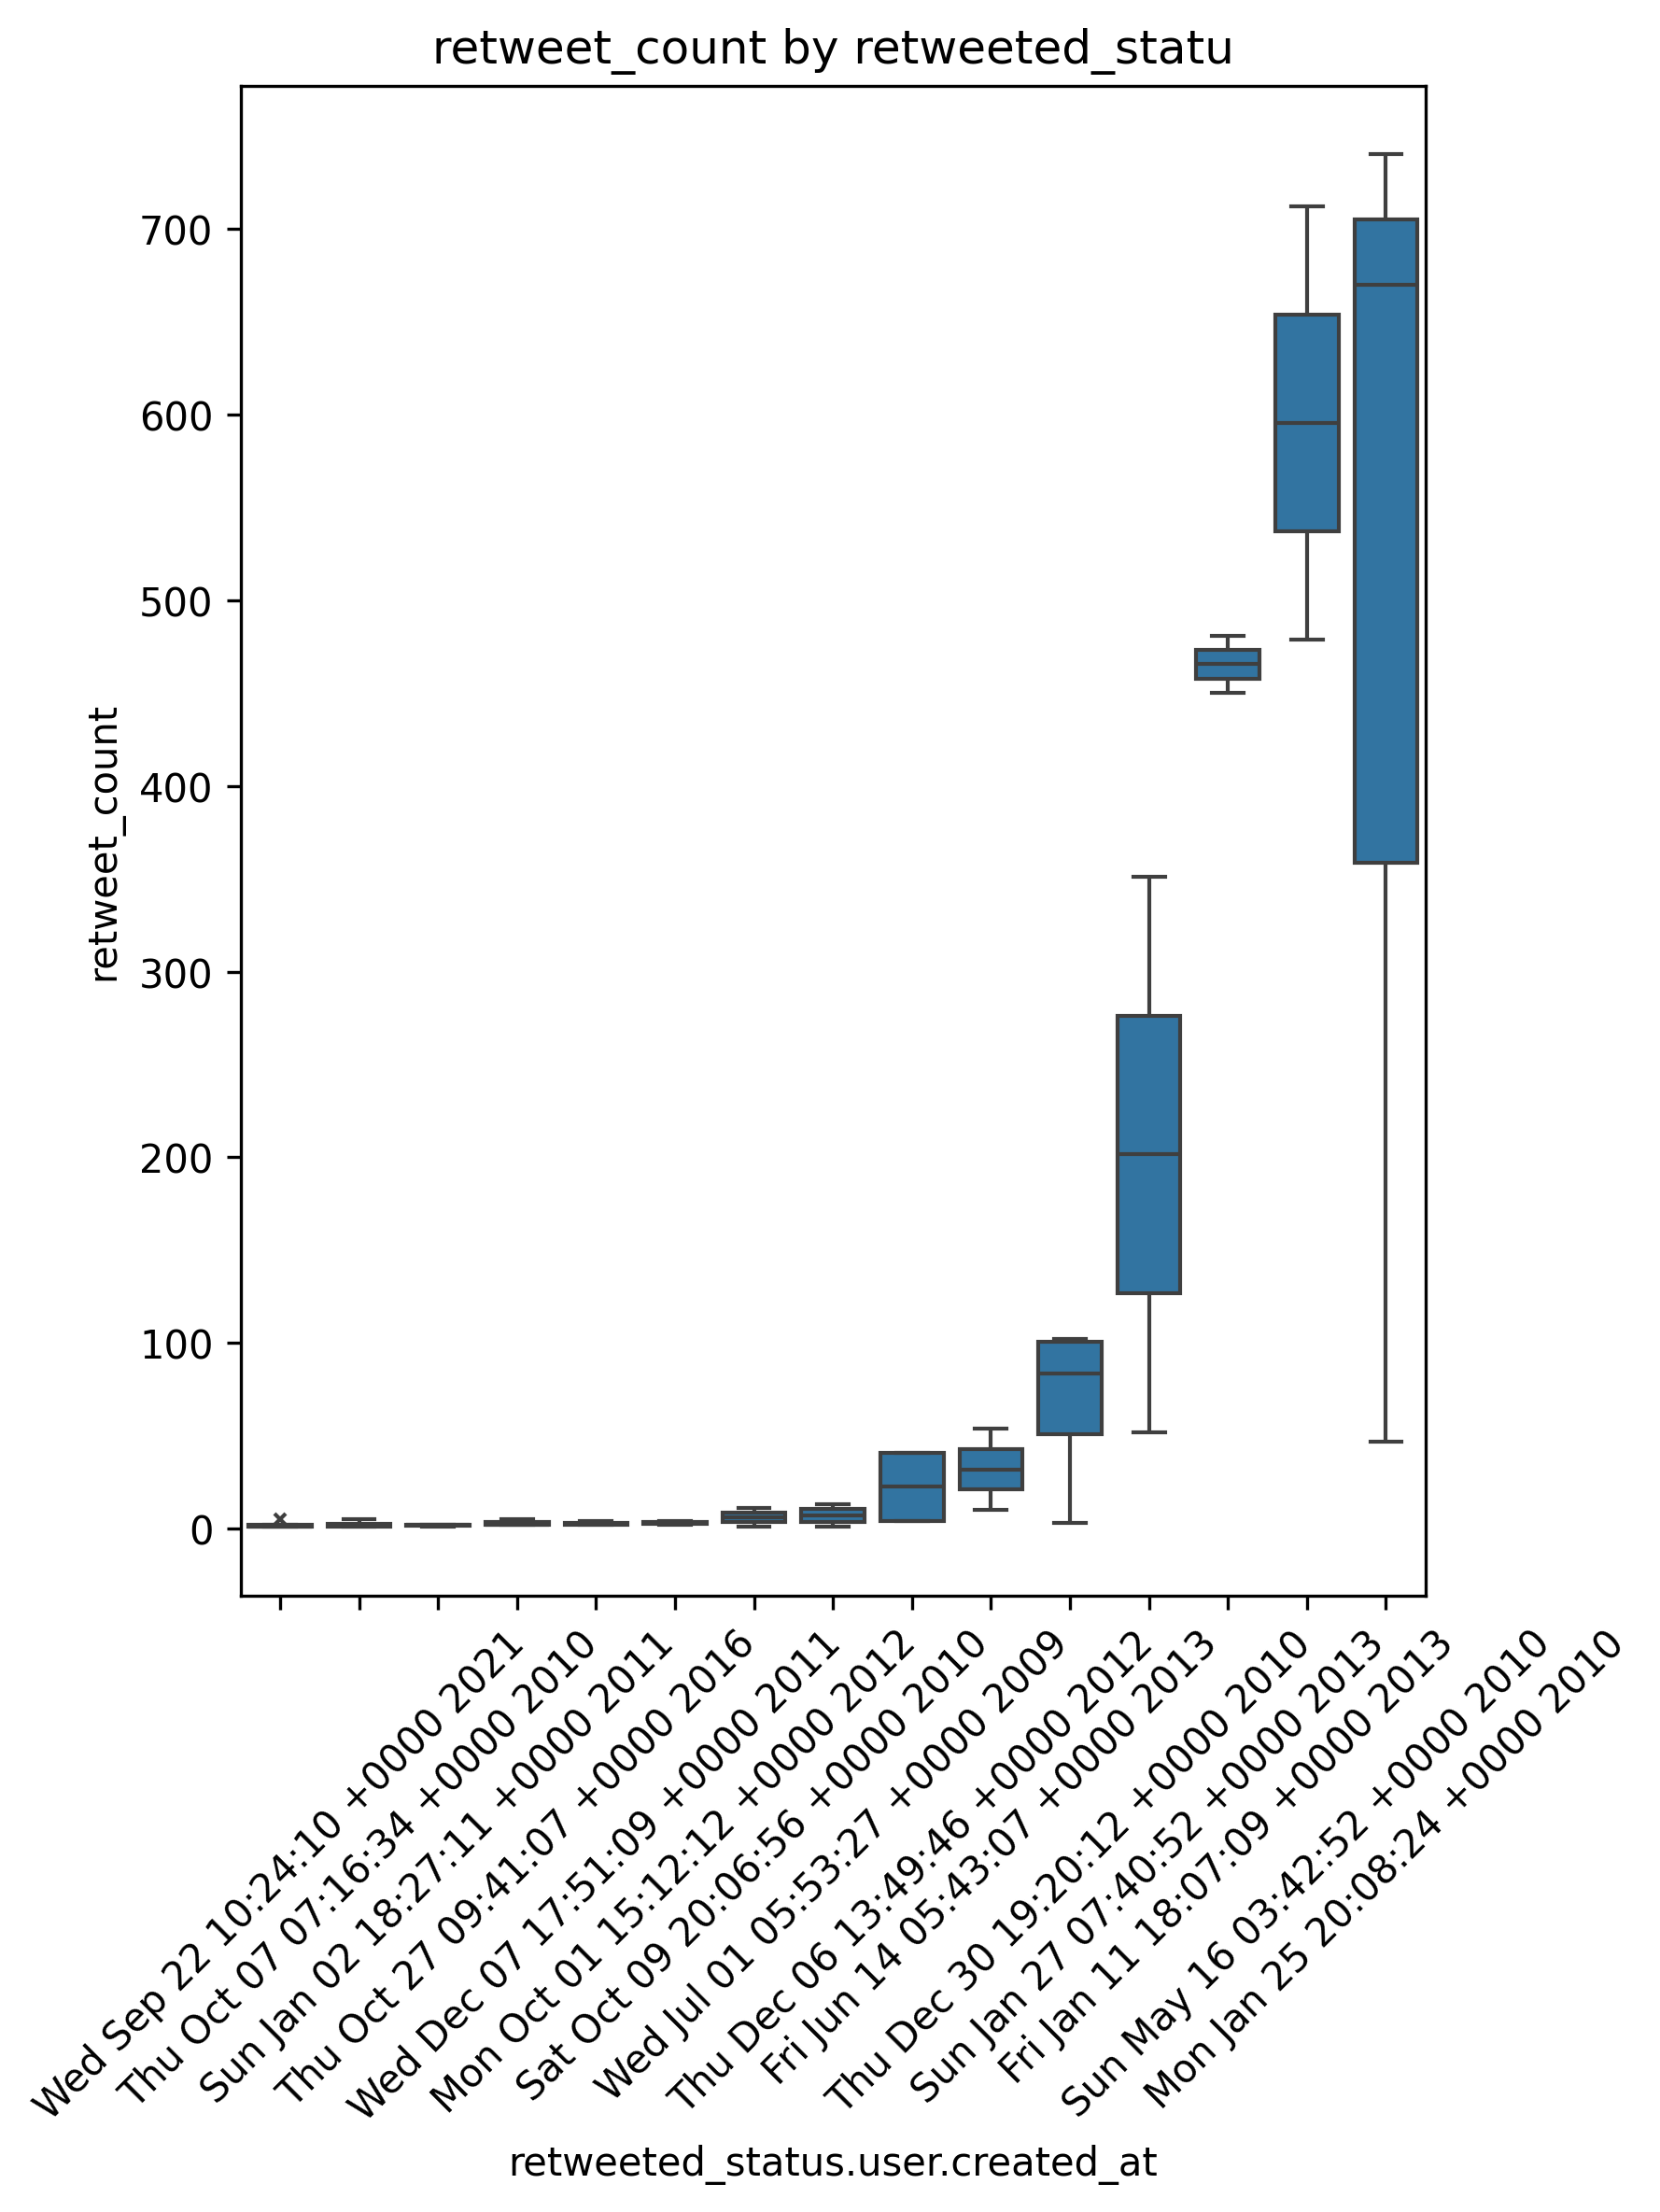 retweet_count by retweeted_statu
retweet_count
700
600
500
400
300
200
100
0
Wed Sep 22 10:24:10 +0000 2021
Thu Oct 07 07:16:34 +0000 2010
Sun Jan 02 18:27:11 +0000 2011
Thu Oct 27 09:41:07 +0000 2016
Wed Dec 07 17:51:09 +0000 2011
Mon Oct 01 15:12:12 +0000 2012
Sat Oct 09 20:06:56 +0000 2010
Wed Jul 01 05:53:27 +0000 2009
Thu Dec 06 13:49:46 +0000 2012
Fri Jun 14 05:43:07 +0000 2013
Thu Dec 30 19:20:12 +0000 2010
Sun Jan 27 07:40:52 +0000 2013
Fri Jan 11 18:07:09 +0000 2013
Sun May 16 03:42:52 +0000 2010
Mon Jan 25 20:08:24 +0000 2010
retweeted_status.user.created_at